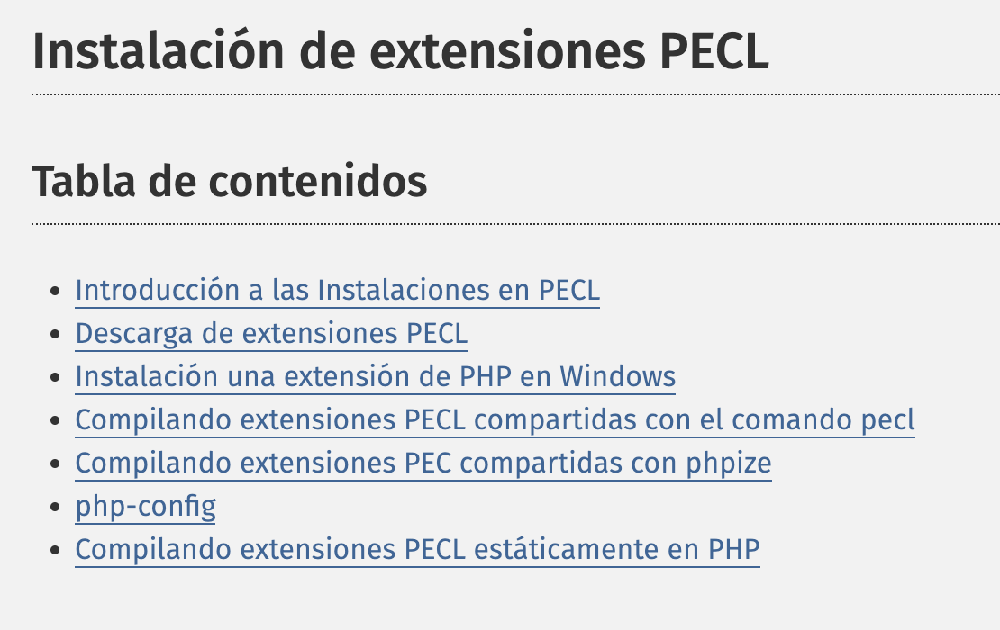 Instalación de extensiones PECL
Tabla de contenidos
Introducción a las Instalaciones en PECL
Descarga de extensiones PECL
Instalación una extensión de PHP en Windows
Compilando extensiones PECL compartidas con el comando pecl
Compilando extensiones PEC compartidas con phpize
php-config
Compilando extensiones PECL estáticamente en PHP